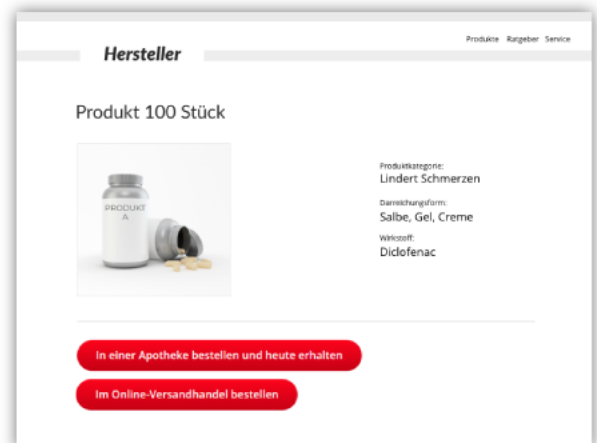 Produkte Ratgeber Service
Hersteller
Produkt 100 Stück
PRODUKT
A
Produktkategorie:
Lindert Schmerzen
Darreichungsform:
Salbe, Gel, Creme
Wirkstoff:
Diclofenac
In einer Apotheke bestellen und heute erhalten
Im Online-Versandhandel bestellen